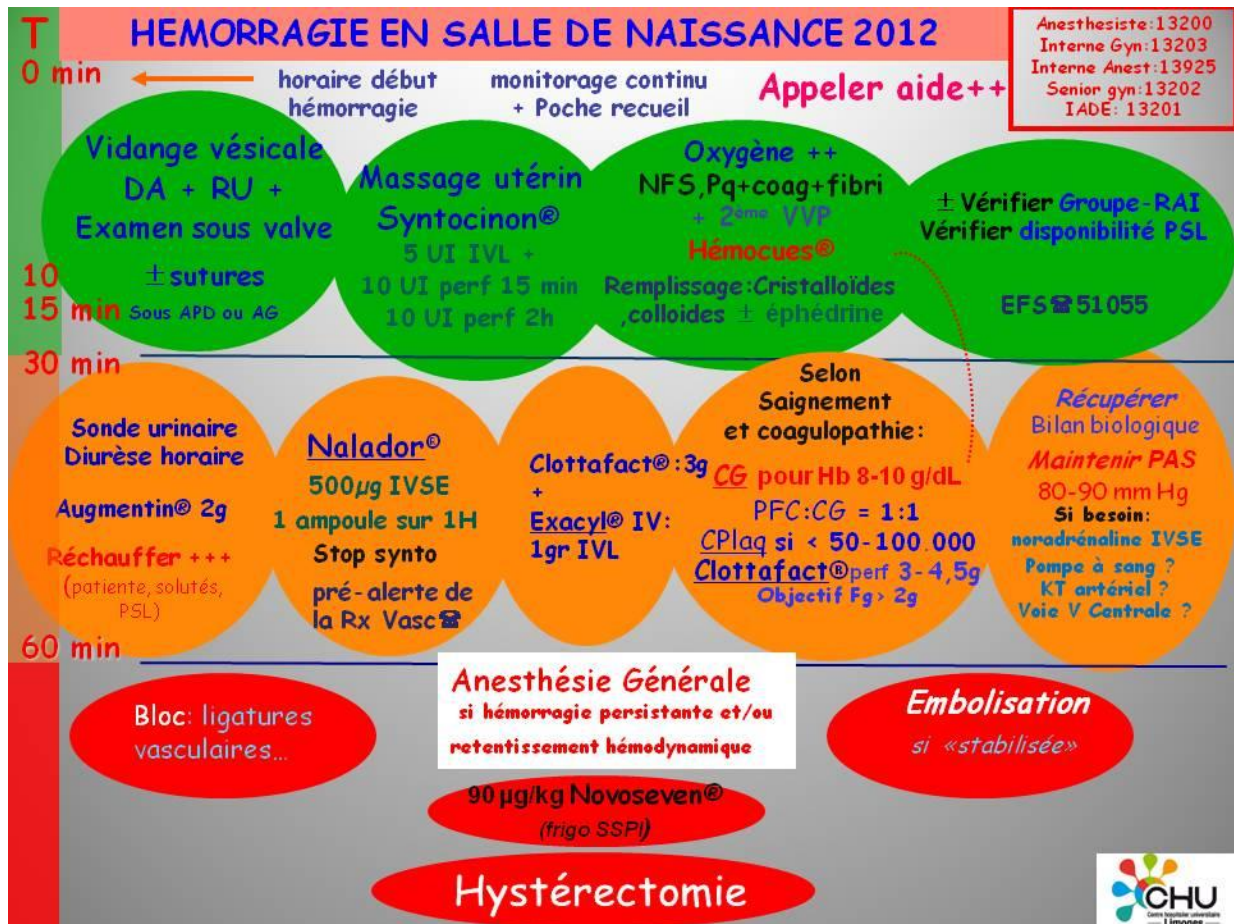 T
HEMORRAGIE EN SALLE DE NAISSANCE 2012
Anesthesiste:13200
Interne Gyn:13203
Interne Anest:13925
Senior gyn:13202
IADE: 13201
0 min
horaire début
hémorragie
monitorage continu
+ Poche recueil
Appeler aide++
Vidange vésicale
DA + RU +
Examen sous valve
± sutures
Sous APD ou AG
Massage utérin
Syntocinon®
5 UI IVL +
10 UI perf 15 min
10 UI perf 2h
Oxygène ++
NFS,Pq+coag+fibri
+ 2ème VVP
Hémocues®
Remplissage:Cristalloïdes
,colloides ± éphédrine
± Vérifier Groupe-RAI
Vérifier disponibilité PSL
EFS☎51055
10
15 min
30 min
Sonde urinaire
Diurèse horaire
Augmentin® 2g
Réchauffer +++
(patiente, solutés,
PSL)
Nalador®
500µg IVSE
1 ampoule sur 1H
Stop synto
pré-alerte de
la Rx Vasc☎
Clottafact®:3g
+
Exacyl® IV:
1gr IVL
Selon
Saignement
et coagulopathie:
CG pour Hb 8-10 g/dL
PFC:CG = 1:1
CPlaq si < 50-100.000
Clottafact®perf 3-4,5g
Objectif Fg> 2g
Récupérer
Bilan biologique
Maintenir PAS
80-90 mm Hg
Si besoin:
noradrénaline IVSE
Pompe à sang ?
KT artériel ?
Voie V Centrale ?
60 min
Bloc: ligatures
vasculaires…
Anesthésie Générale
si hémorragie persistante et/ou
retentissement hémodynamique
Embolisation
si «stabilisée»
90 µg/kg Novoseven®
(frigo SSPI)
Hystérectomie
CHU
Centre hospitalier universitaire
Limoges